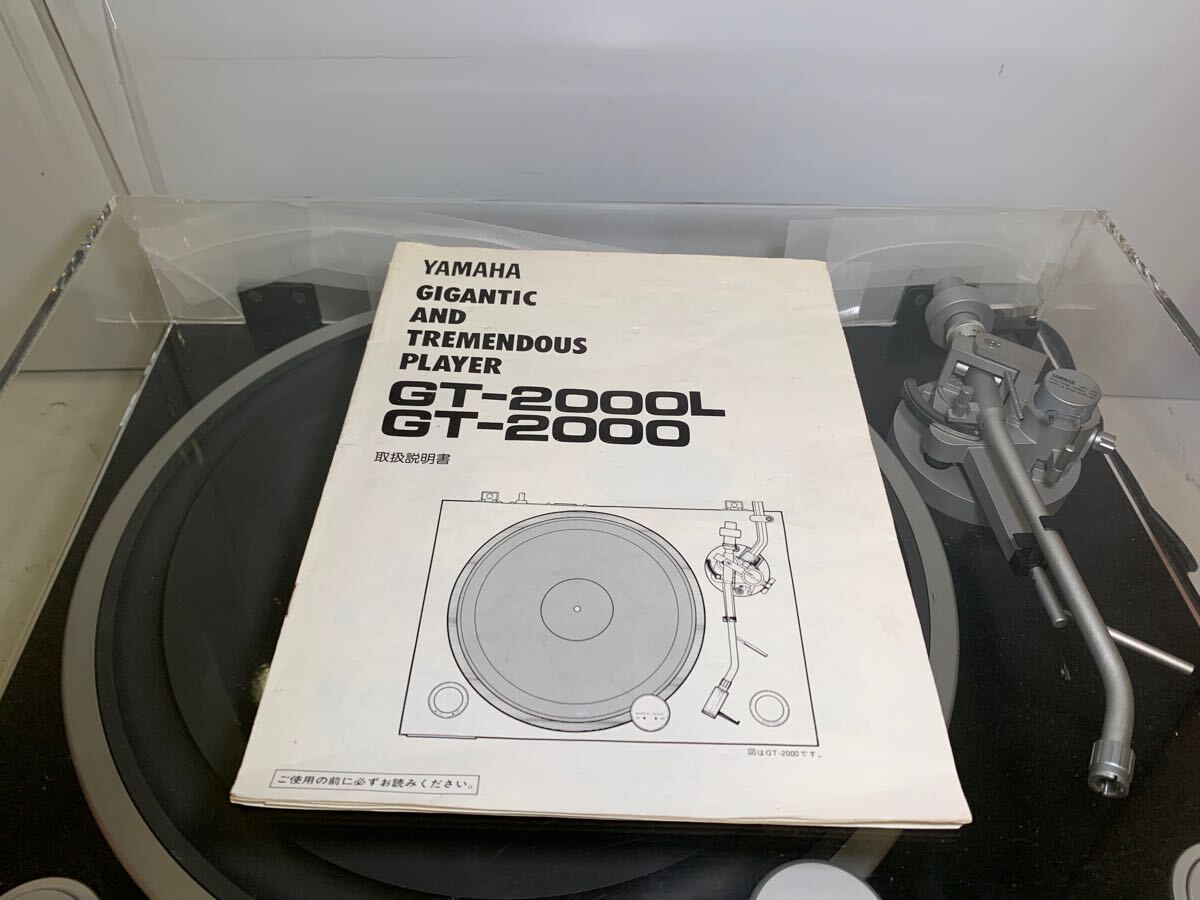 YAMAHA
GIGANTIC
AND
TREMENDOUS
PLAYER
GT-2000L
GT-2000
取扱説明書
図はGT-2000です。
ご使用の前に必ずお読みください。
YAMAHA